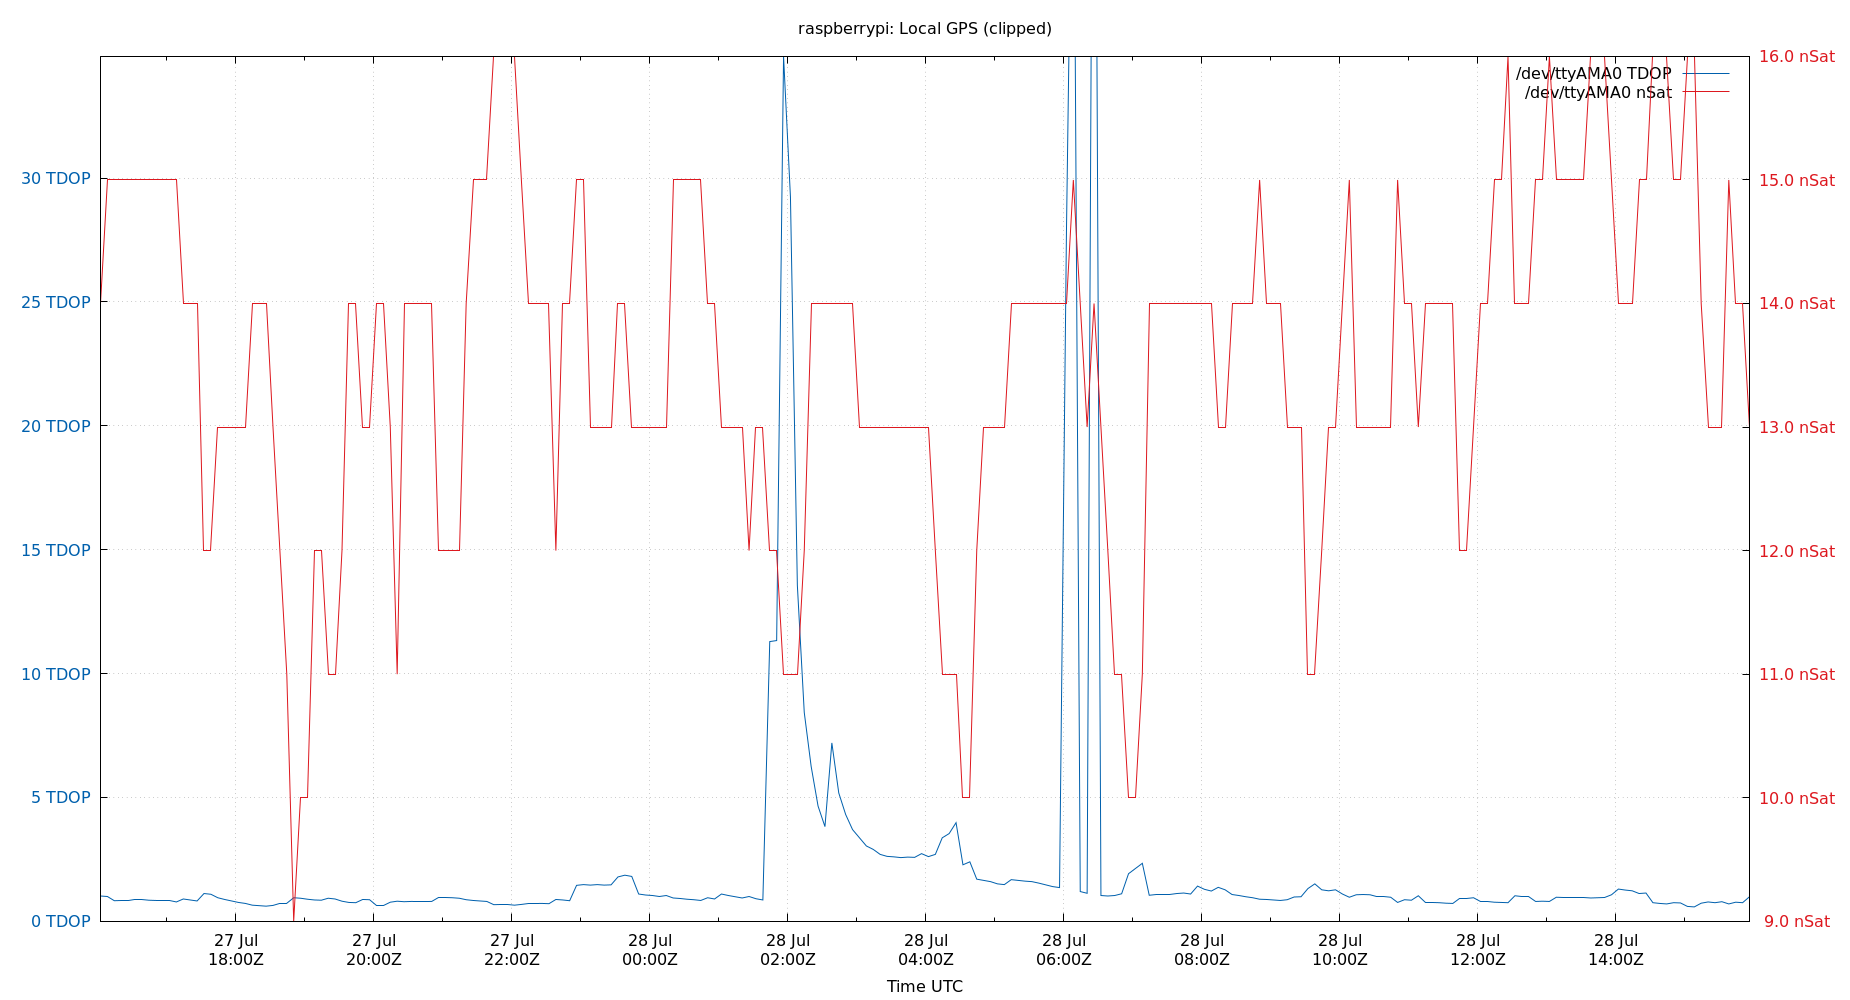 raspberrypi: Local GPS (clipped)
16.0 nSat
/dev/ttyAMA0 TDOP
/dev/ttyAMA0 nSat
30 TDOP
15.0 nSat
25 TDOP
14.0 nSat
20 TDOP
13.0 nSat
15 TDOP
12.0 nSat
10 TDOP
11.0 nSat
5 TDOP
10.0 nSat
0 TDOP
9.0 nSat
27 Jul 27 Jul 27 Jul 28 Jul 28 Jul 28 Jul 28 Jul 28 Jul 28 Jul 28 Jul 28 Jul
18:00Z 20:00Z 22:00Z 00:00Z 02:00Z 04:00Z 06:00Z 08:00Z 10:00Z 12:00Z 14:00Z
Time UTC